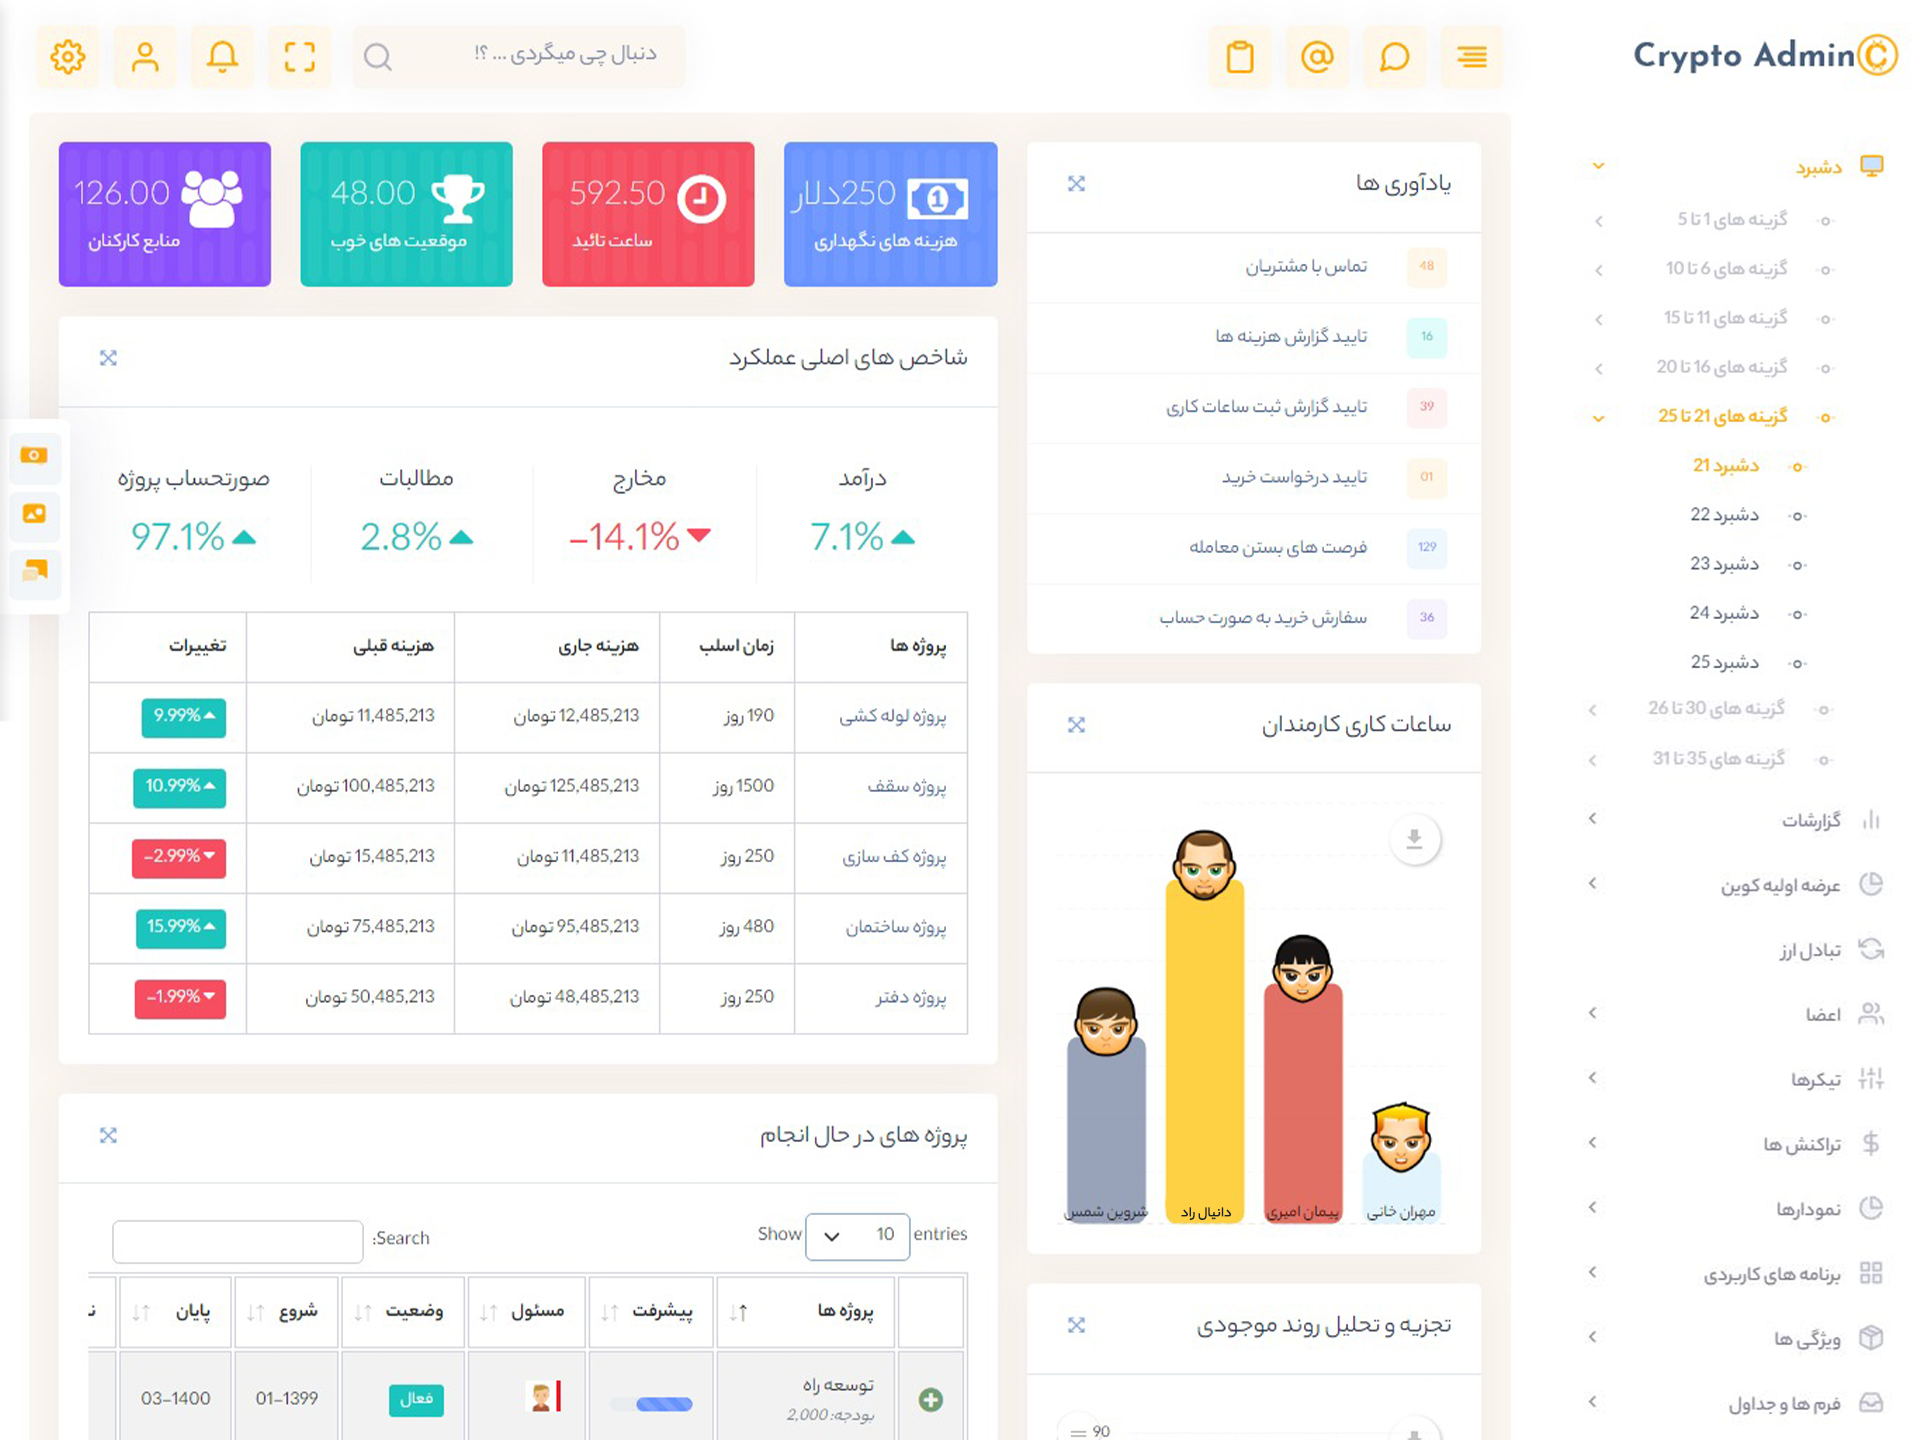 Crypto Admin
دنبال چی میگردی ... ؟!
دشبرد
گزینه های 1 تا 5
گزینه های 6 تا 10
گزینه های 11 تا 15
گزینه های 16 تا 20
گزینه های 21 تا 25
دشبرد 21
دشبرد 22
دشبرد 23
دشبرد 24
دشبرد 25
گزینه های 30 تا 26
گزینه های 35 تا 31
گزارشات
عرضه اولیه کوین
تبادل ارز
اعضا
تیکرها
تراکنش ها
نمودارها
برنامه های کاربردی
ویژگی ها
فرم ها و جداول
یادآوری ها
48 تماس با مشتریان
16 تایید گزارش هزینه ها
39 تایید گزارش ثبت ساعات کاری
01 تایید درخواست خرید
129 فرصت های بستن معامله
36 سفارش خرید به صورت حساب
ساعات کاری کارمندان
مهران خانی پیمان امیری دانیال راد شروین شمس
تجزیه و تحلیل روند موجودی
90
250دلار
هزینه های نگهداری
592.50
ساعت تائید
48.00
موقعیت های خوب
126.00
منابع کارکنان
شاخص های اصلی عملکرد
درآمد مخارج مطالبات صورتحساب پروژه
7.1% −14.1% 2.8% 97.1%
پروژه ها زمان اسلب هزینه جاری هزینه قبلی تغییرات
پروژه لوله کشی 190 روز 12,485,213 تومان 11,485,213 تومان 9.99%
پروژه سقف 1500 روز 125,485,213 تومان 100,485,213 تومان 10.99%
پروژه کف سازی 250 روز 11,485,213 تومان 15,485,213 تومان −2.99%
پروژه ساختمان 480 روز 95,485,213 تومان 75,485,213 تومان 15.99%
پروژه دفتر 250 روز 48,485,213 تومان 50,485,213 تومان −1.99%
پروژه های در حال انجام
Show 10 entries
:Search
پروژه ها پیشرفت مسئول وضعیت شروع پایان
توسعه راه فعال 01-1399 03-1400
بودجه: 2,000